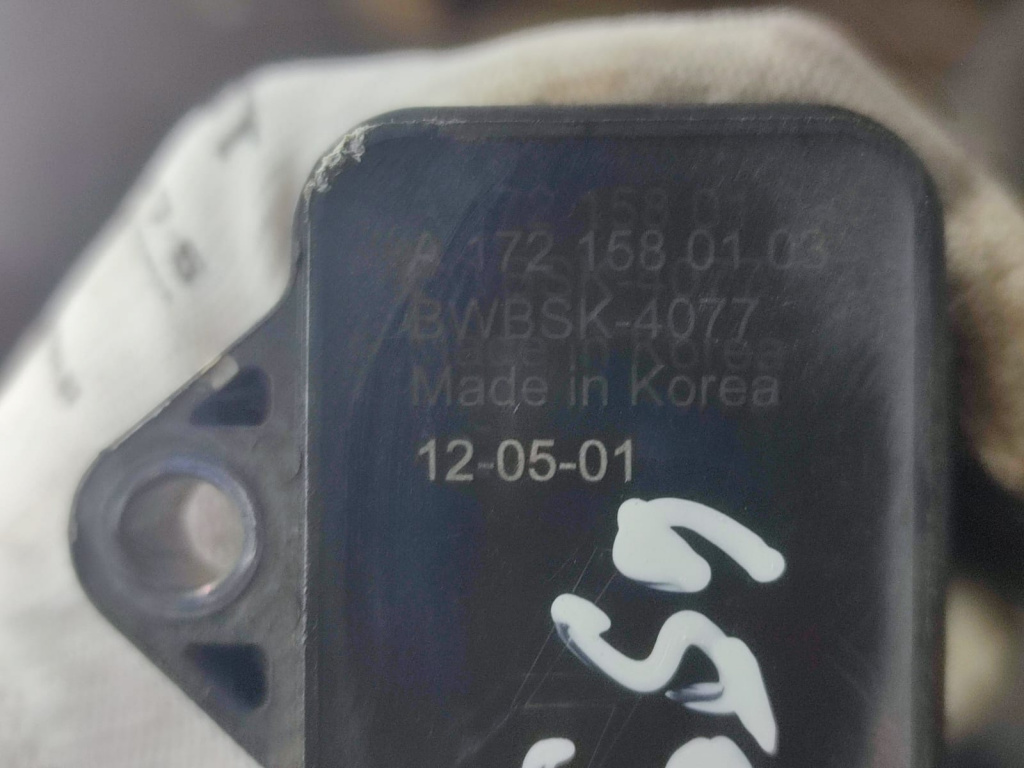 A 172 158 01 03
BWBSK-4077
Made in Korea
12-05-01